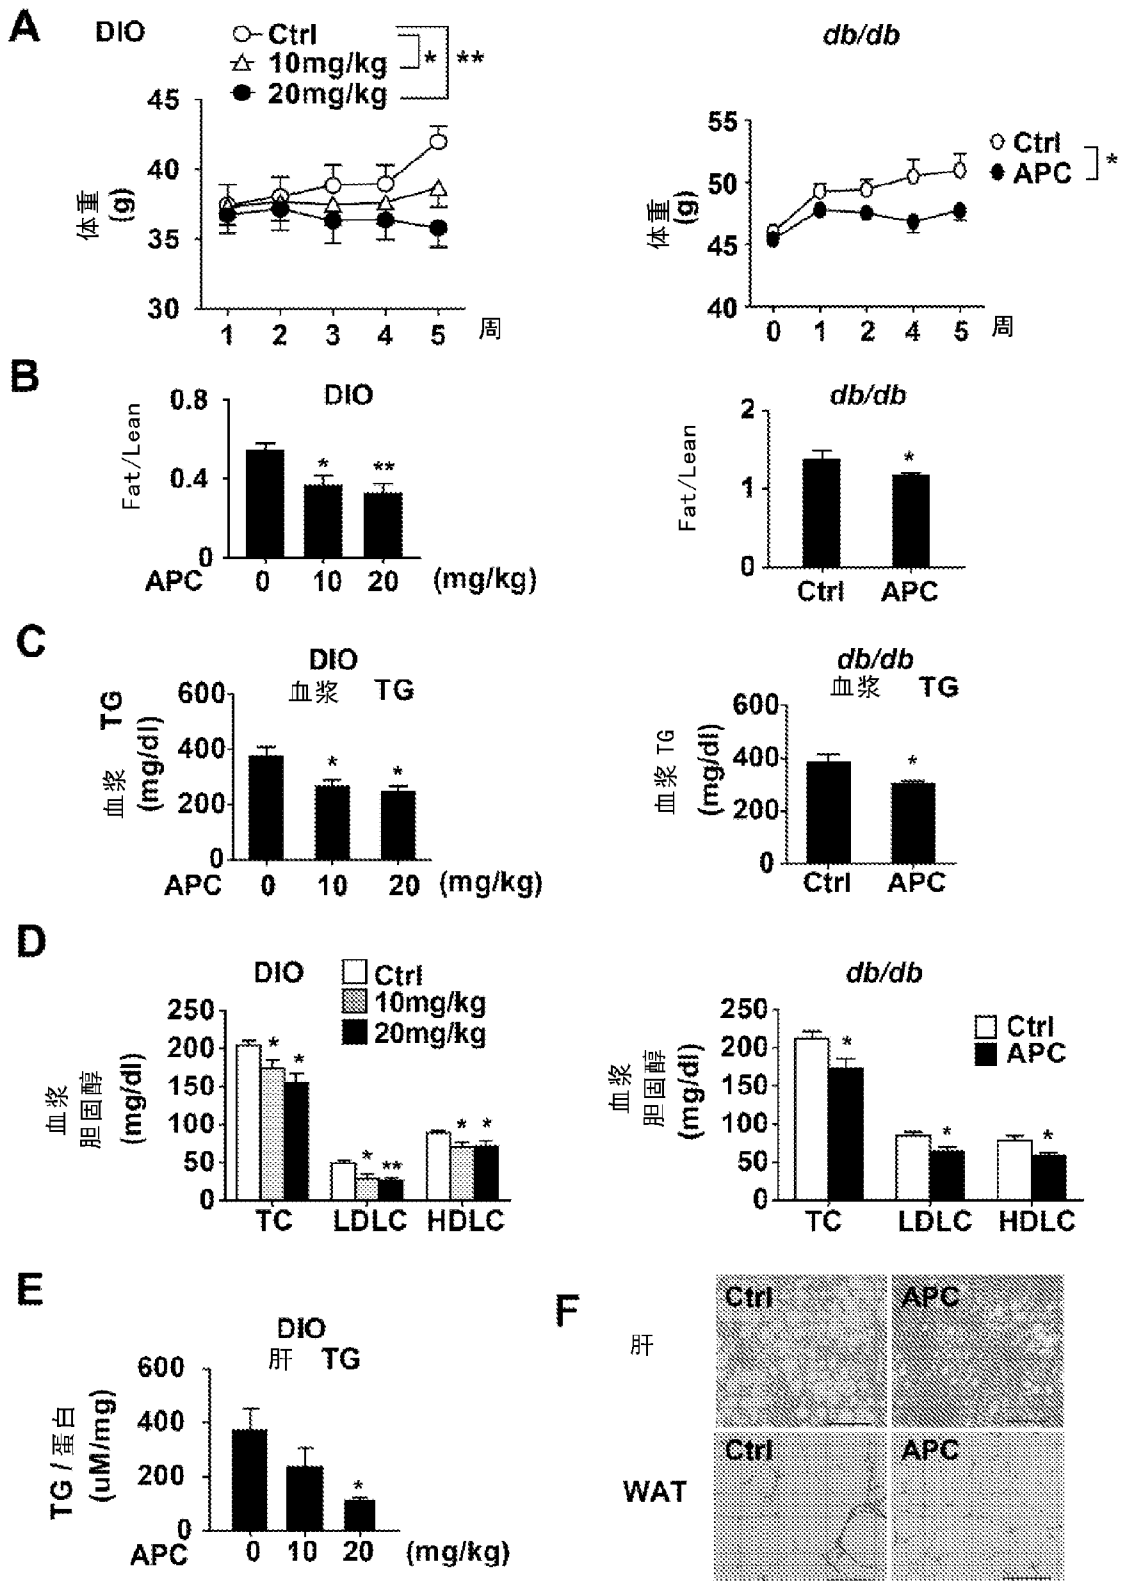 A
DIO
Ctrl
10mg/kg
20mg/kg
*
**
45
40
35
30
体重
(g)
1 2 3 4 5 周
db/db
Ctrl
APC
*
55
50
45
40
体重
(g)
0 1 2 4 5 周
B
DIO
0.8
0.4
0
Fat/Lean
* **
APC 0 10 20 (mg/kg)
db/db
2
1
0
Fat/Lean
*
Ctrl APC
C
DIO
血浆 TG
600
400
200
0
血浆 TG
(mg/dl)
* *
APC 0 10 20 (mg/kg)
db/db
血浆 TG
600
400
200
0
血浆 TG
(mg/dl)
*
Ctrl APC
D
DIO
Ctrl
10mg/kg
20mg/kg
250
200
150
100
50
0
血浆
胆固醇
(mg/dl)
* * * ** * *
TC LDLC HDLC
db/db
Ctrl
APC
250
200
150
100
50
0
血浆
胆固醇
(mg/dl)
* * *
TC LDLC HDLC
E
DIO
肝 TG
600
400
200
0
TG / 蛋白
(uM/mg)
*
APC 0 10 20 (mg/kg)
F
肝
Ctrl APC
WAT
Ctrl APC